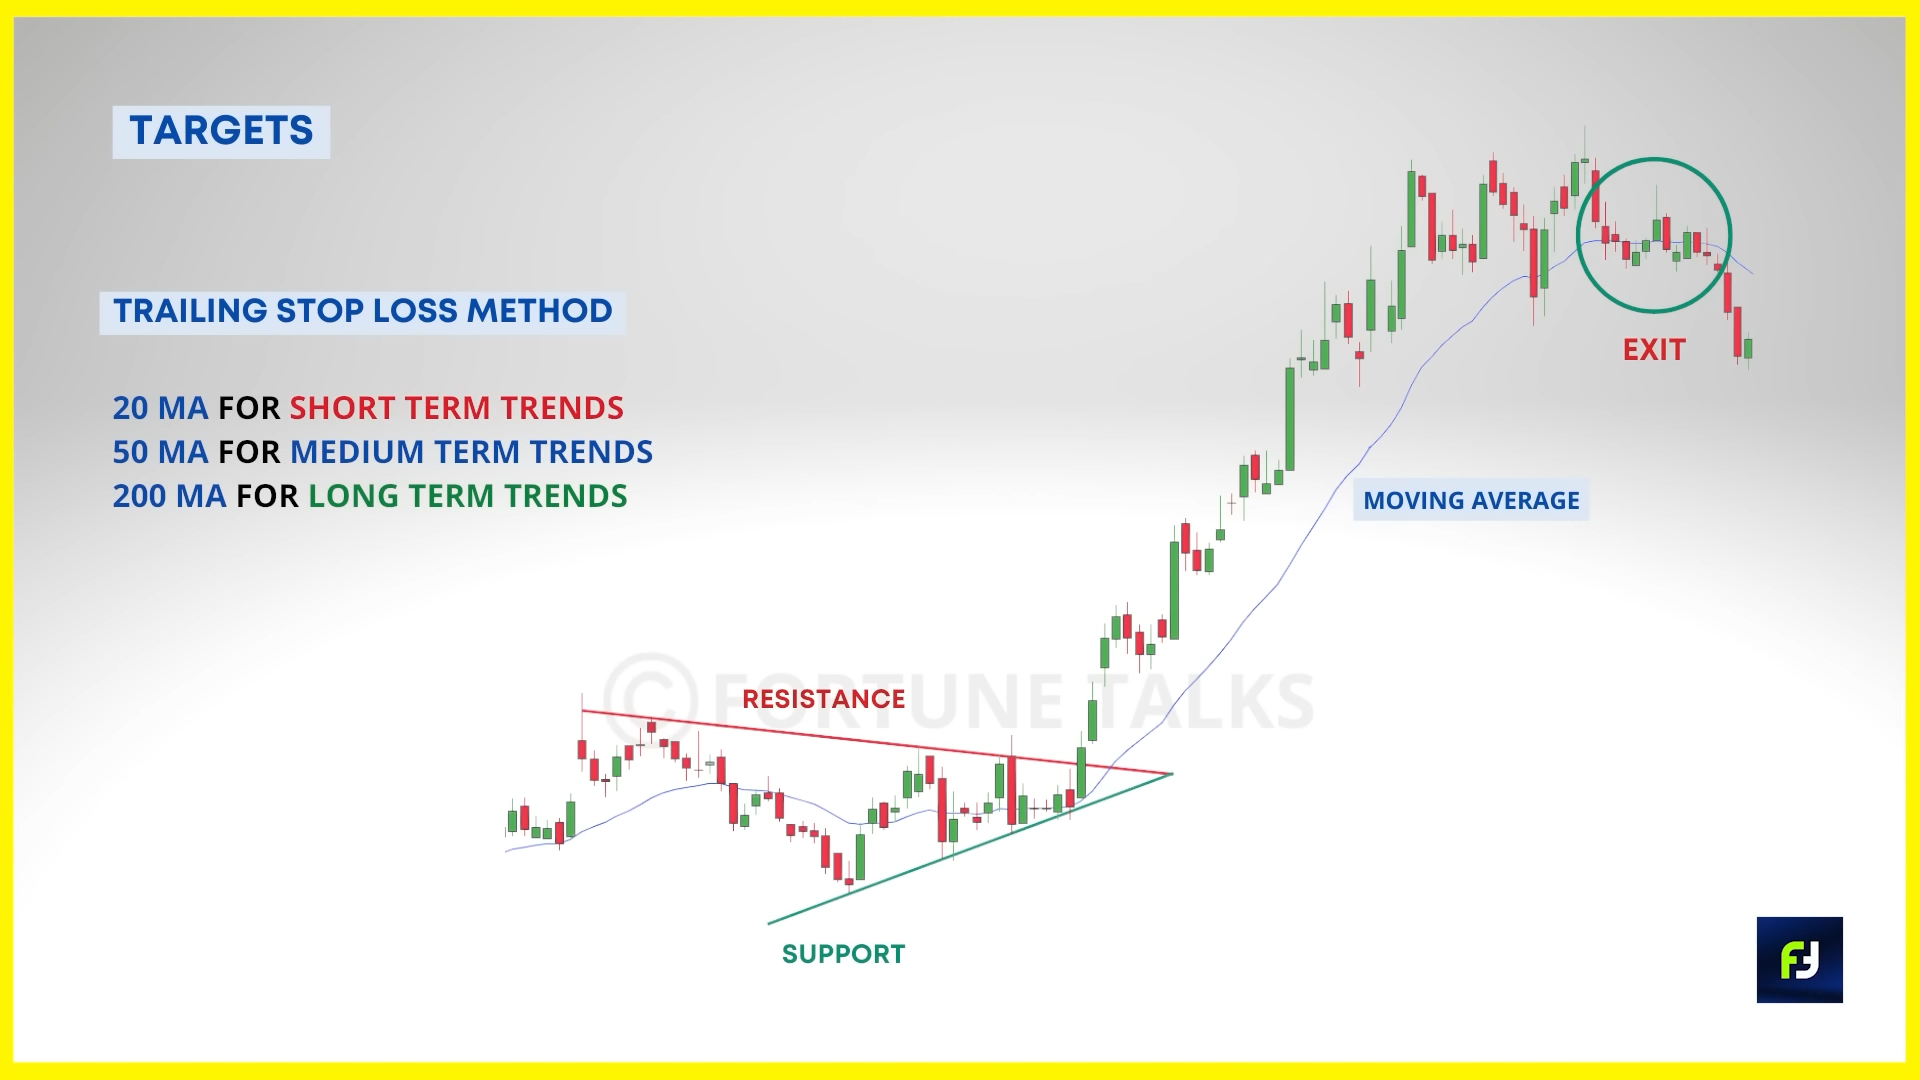 TARGETS
TRAILING STOP LOSS METHOD
20 MA FOR SHORT TERM TRENDS
50 MA FOR MEDIUM TERM TRENDS
200 MA FOR LONG TERM TRENDS
EXIT
MOVING AVERAGE
© FORTUNE TALKS
RESISTANCE
SUPPORT